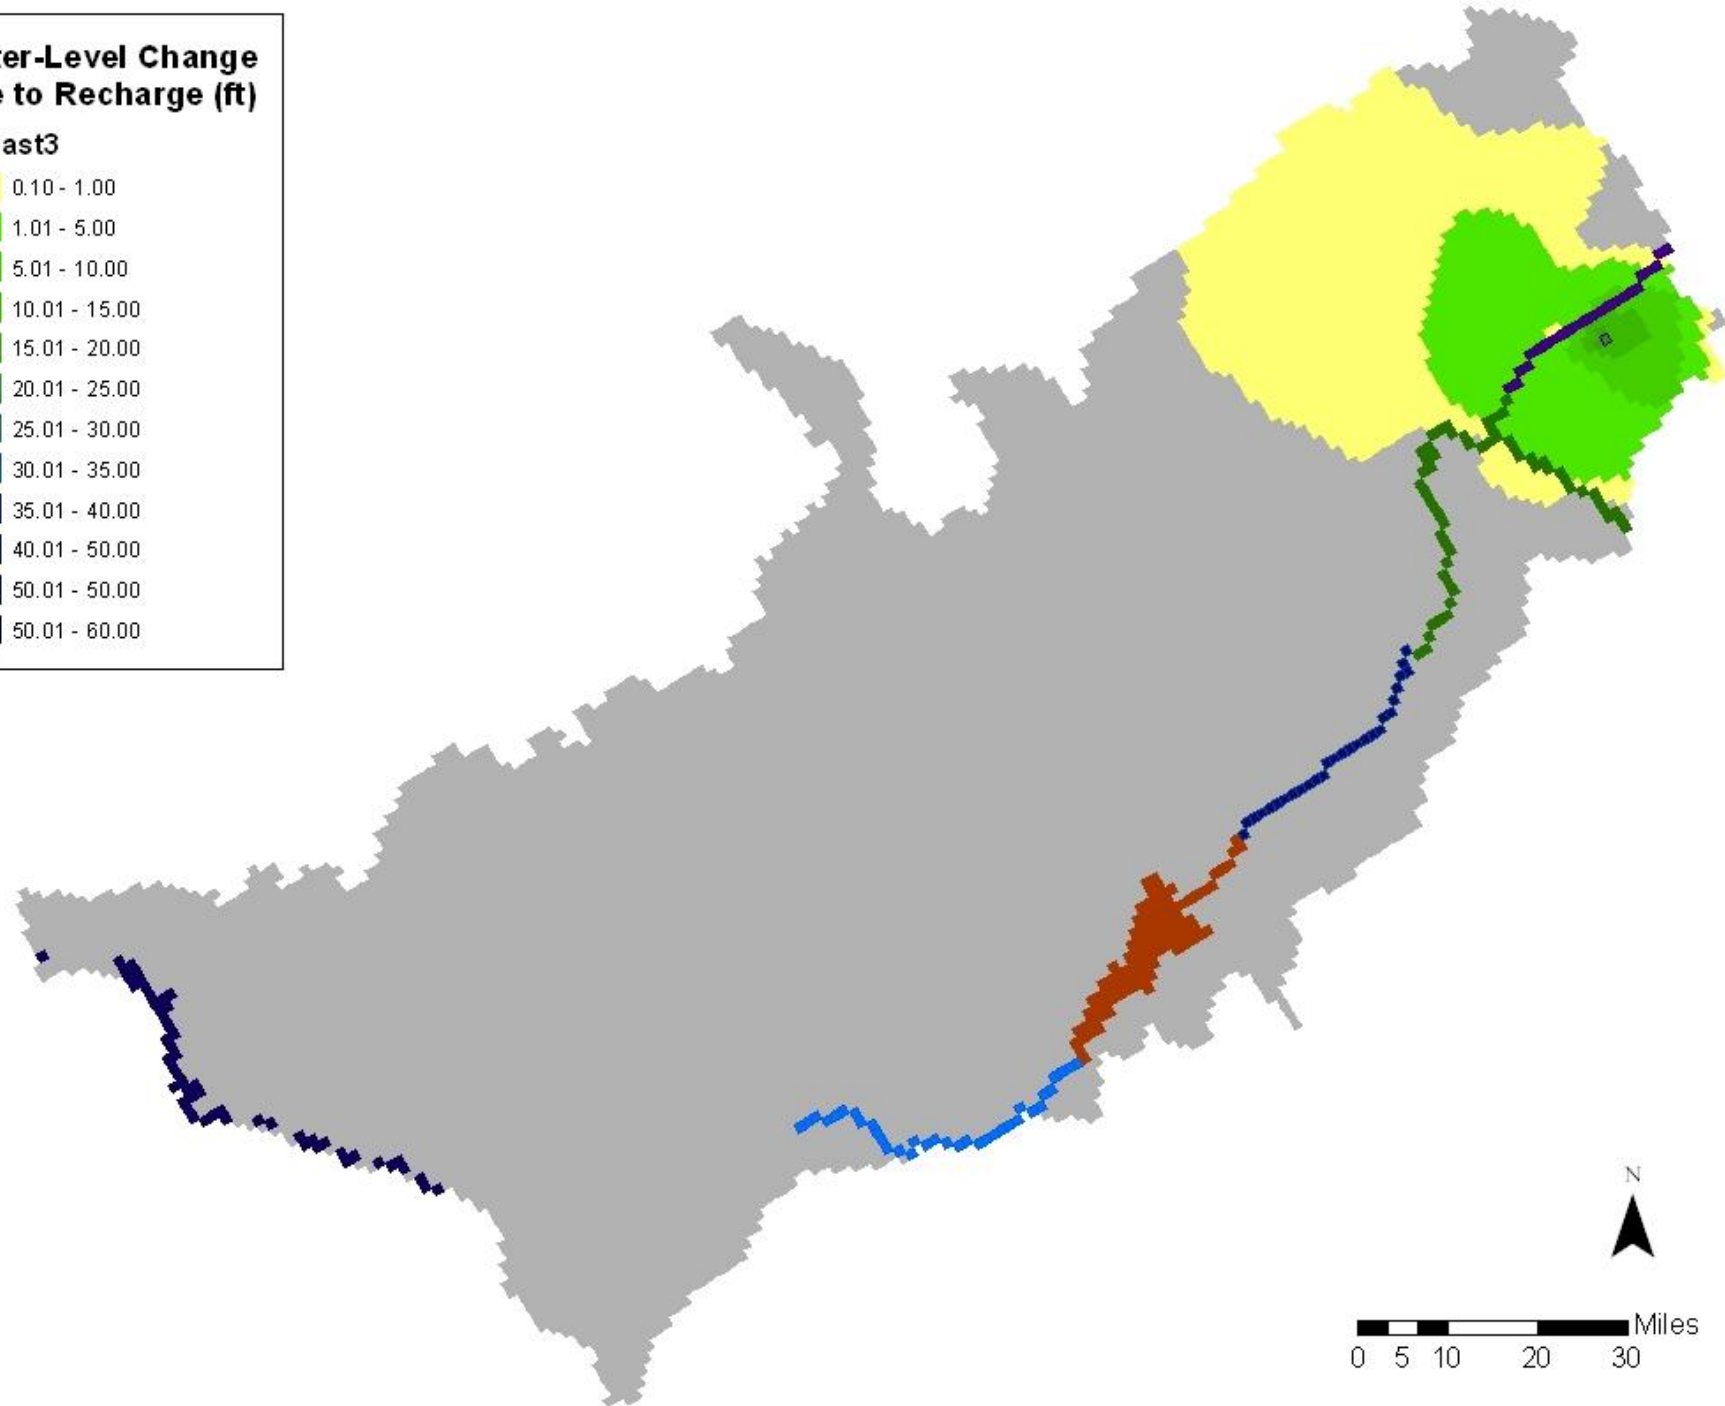 ter-Level Change
e to Recharge (ft)
ast3
0.10 - 1.00
1.01 - 5.00
5.01 - 10.00
10.01 - 15.00
15.01 - 20.00
20.01 - 25.00
25.01 - 30.00
30.01 - 35.00
35.01 - 40.00
40.01 - 50.00
50.01 - 50.00
50.01 - 60.00
N
Miles
0 5 10 20 30